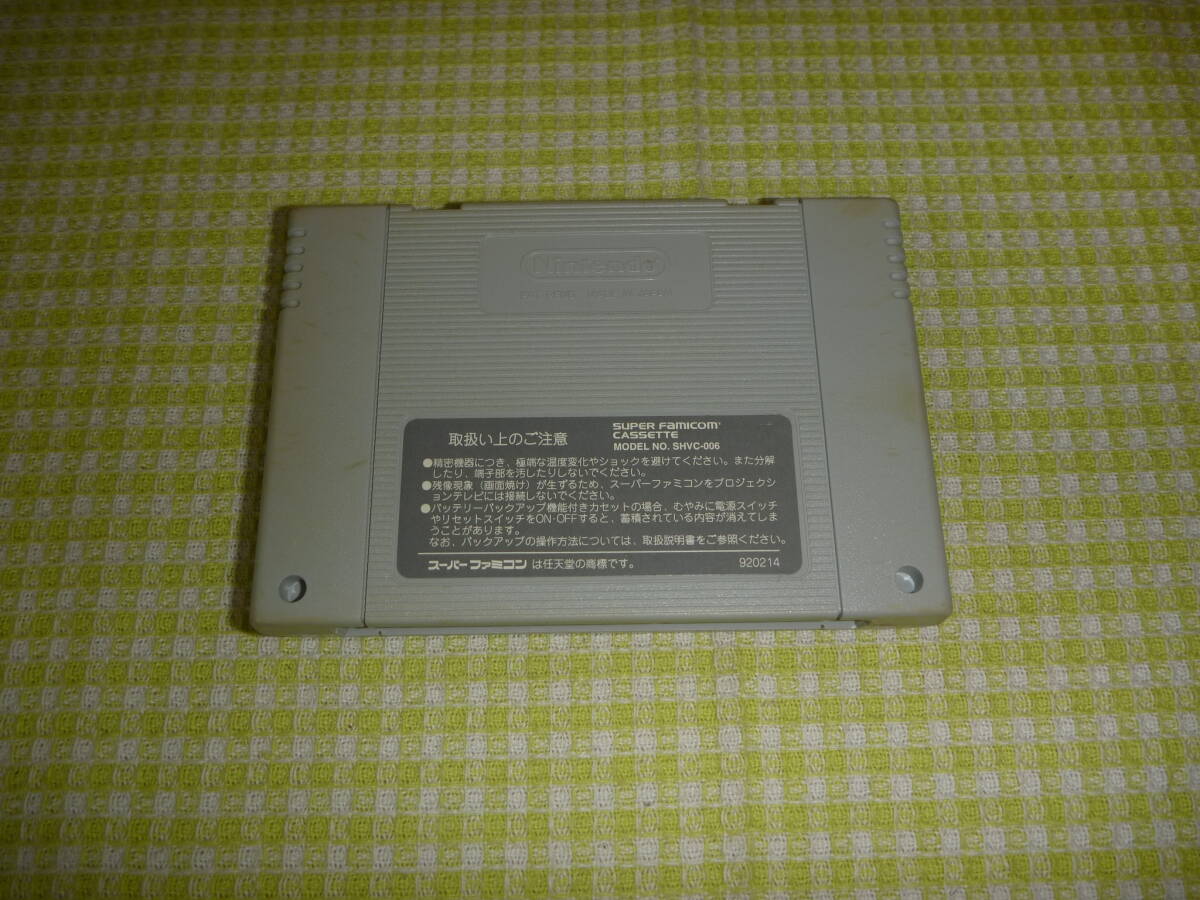 Nintendo
PAT. PEND. MADE IN JAPAN
取扱い上のご注意
SUPER Famicom
CASSETTE
MODEL NO. SHVC-006
●精密機器につき、極端な温度変化やショックを避けてください。また分解
したり、端子部を汚したりしないでください。
●残像現象（画面焼け）が生ずるため、スーパーファミコンをプロジェクシ
ョンテレビには接続しないでください。
●バッテリーバックアップ機能付きカセットの場合、むやみに電源スイッチ
やリセットスイッチをON・OFFすると、蓄積されている内容が消えてしま
うことがあります。
なお、バックアップの操作方法については、取扱説明書をご参照ください。
スーパーファミコン は任天堂の商標です。
920214